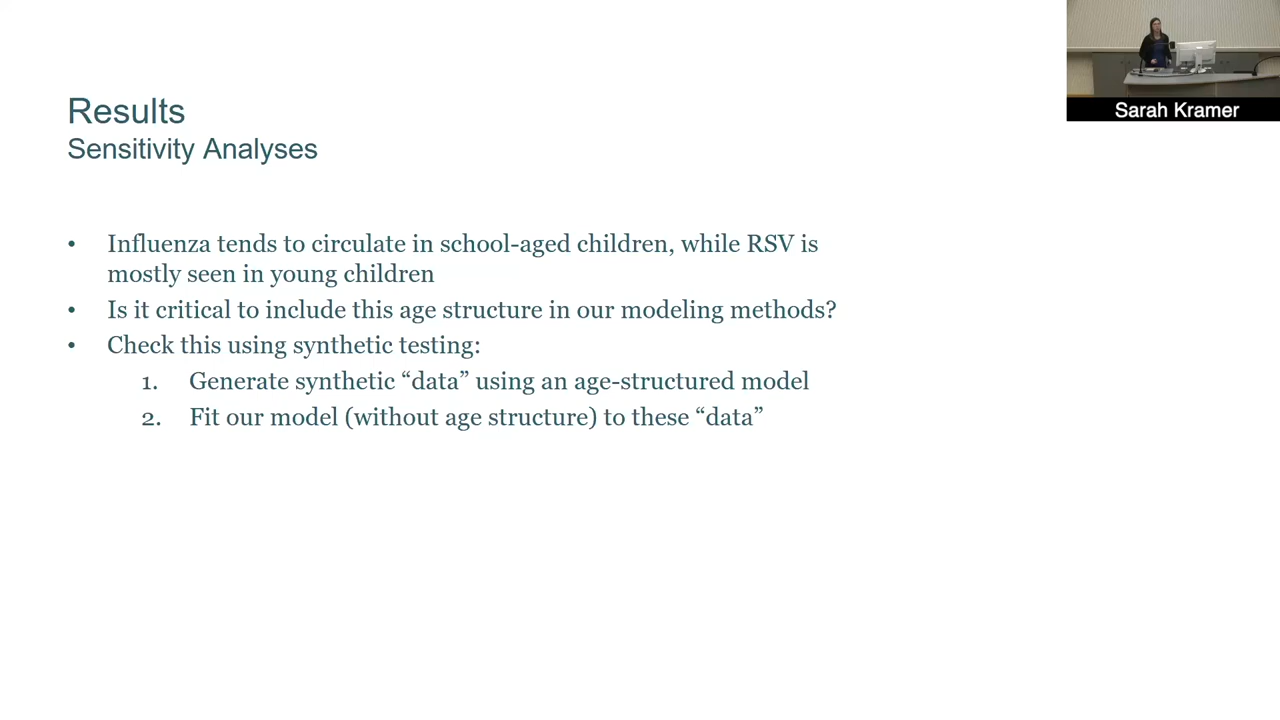 Sarah Kramer
Results
Sensitivity Analyses
• Influenza tends to circulate in school-aged children, while RSV is
mostly seen in young children
• Is it critical to include this age structure in our modeling methods?
• Check this using synthetic testing:
1. Generate synthetic “data” using an age-structured model
2. Fit our model (without age structure) to these “data”